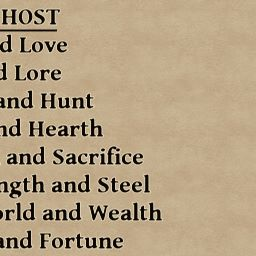 HOST
d Love
d Lore
and Hunt
nd Hearth
and Sacrifice
ngth and Steel
orld and Wealth
and Fortune